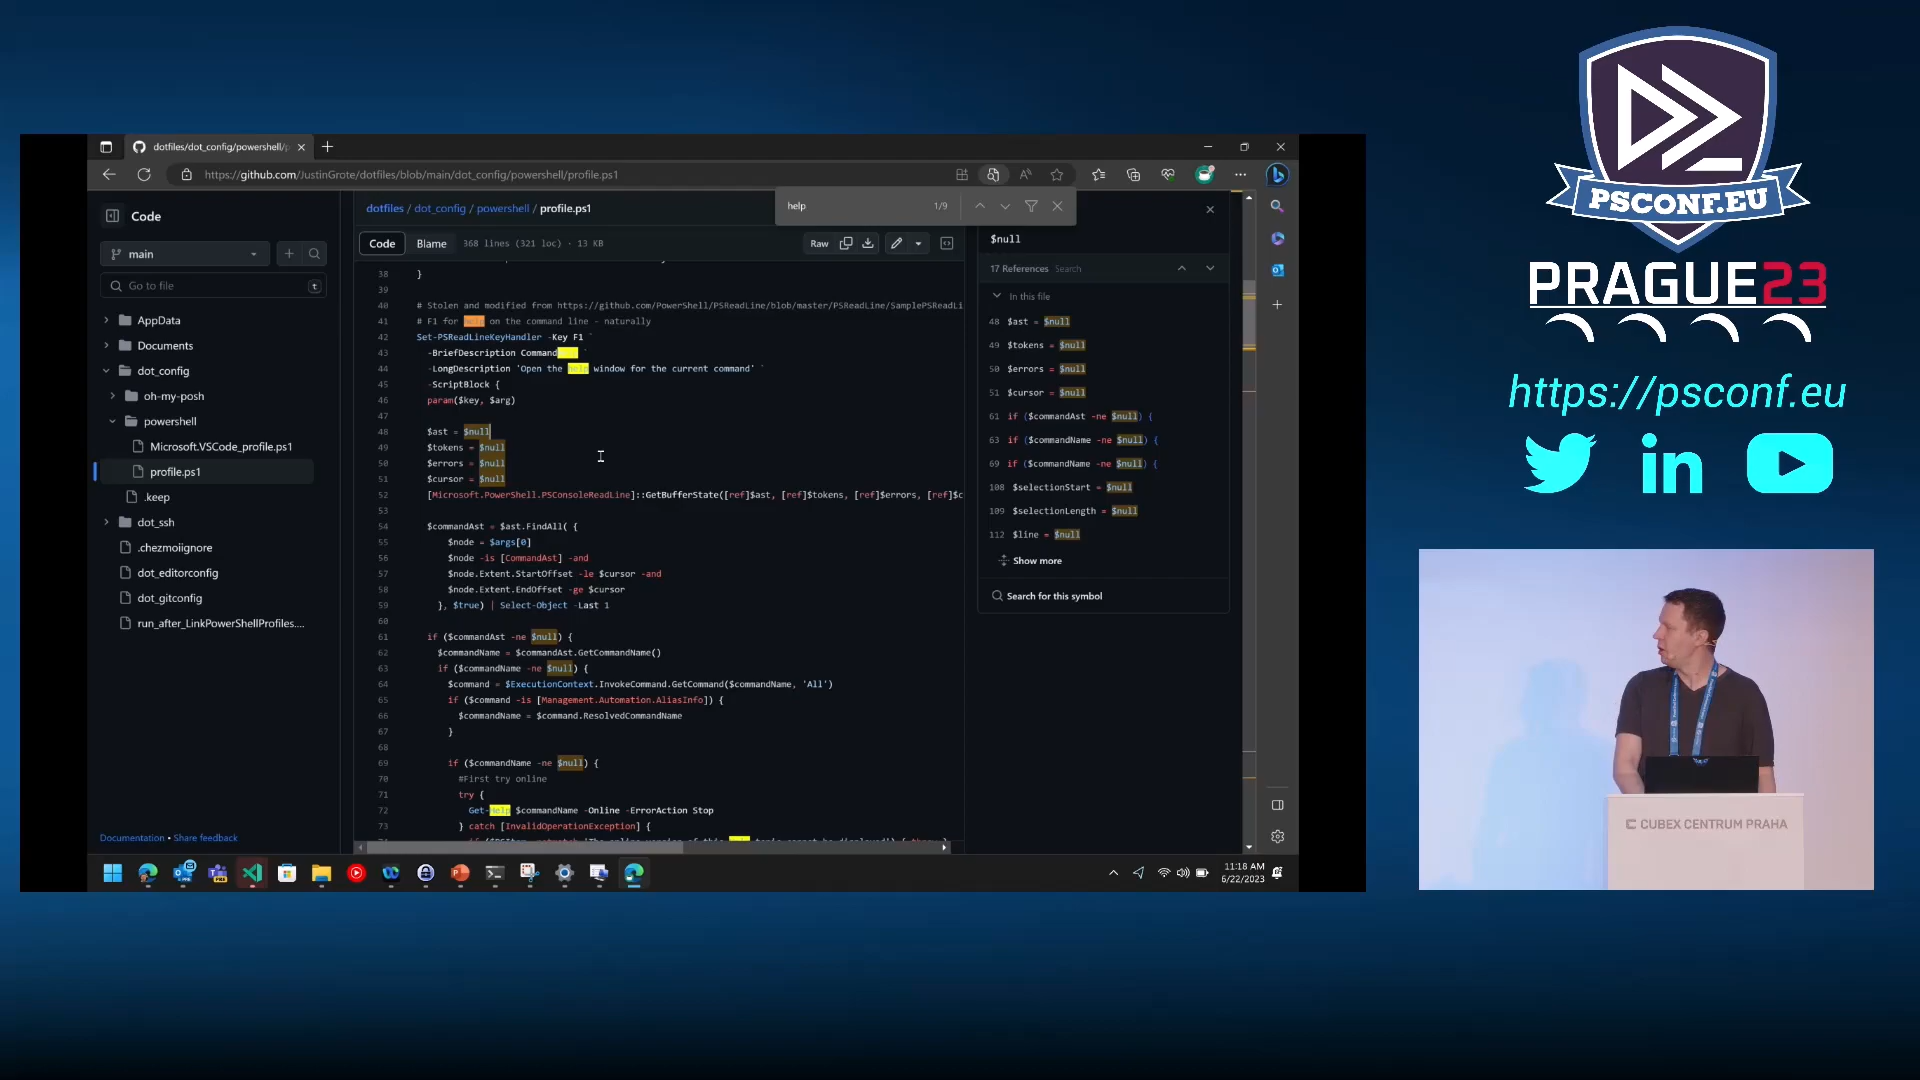 dotfiles/dot_config/powershell/p
https://github.com/JustinGrote/dotfiles/blob/main/dot_config/powershell/profile.ps1
Code
main
Go to file
t
AppData
Documents
dot_config
oh-my-posh
powershell
Microsoft.VSCode_profile.ps1
profile.ps1
.keep
dot_ssh
.chezmoiignore
dot_editorconfig
dot_gitconfig
run_after_LinkPowerShellProfiles....
Documentation • Share feedback
dotfiles / dot_config / powershell / profile.ps1
help 1/9
Code Blame 368 lines (321 loc) · 13 KB
Raw
38 }
39
40 # Stolen and modified from https://github.com/PowerShell/PSReadLine/blob/master/PSReadLine/SamplePSReadLi
41 # F1 for help on the command line - naturally
42 Set-PSReadLineKeyHandler -Key F1 `
43 -BriefDescription CommandHelp `
44 -LongDescription 'Open the help window for the current command' `
45 -ScriptBlock {
46 param($key, $arg)
47
48 $ast = $null
49 $tokens = $null
50 $errors = $null
51 $cursor = $null
52 [Microsoft.PowerShell.PSConsoleReadLine]::GetBufferState([ref]$ast, [ref]$tokens, [ref]$errors, [ref]$c
53
54 $commandAst = $ast.FindAll( {
55 $node = $args[0]
56 $node -is [CommandAst] -and
57 $node.Extent.StartOffset -le $cursor -and
58 $node.Extent.EndOffset -ge $cursor
59 }, $true) | Select-Object -Last 1
60
61 if ($commandAst -ne $null) {
62 $commandName = $commandAst.GetCommandName()
63 if ($commandName -ne $null) {
64 $command = $ExecutionContext.InvokeCommand.GetCommand($commandName, 'All')
65 if ($command -is [Management.Automation.AliasInfo]) {
66 $commandName = $command.ResolvedCommandName
67 }
68
69 if ($commandName -ne $null) {
70 #First try online
71 try {
72 Get-Help $commandName -Online -ErrorAction Stop
73 } catch [InvalidOperationException] {
$null
17 References Search
In this file
48 $ast = $null
49 $tokens = $null
50 $errors = $null
51 $cursor = $null
61 if ($commandAst -ne $null) {
63 if ($commandName -ne $null) {
69 if ($commandName -ne $null) {
108 $selectionStart = $null
109 $selectionLength = $null
112 $line = $null
Show more
Search for this symbol
11:18 AM
6/22/2023
PSCONF.EU
PRAGUE23
https://psconf.eu
in
CUBEX CENTRUM PRAHA